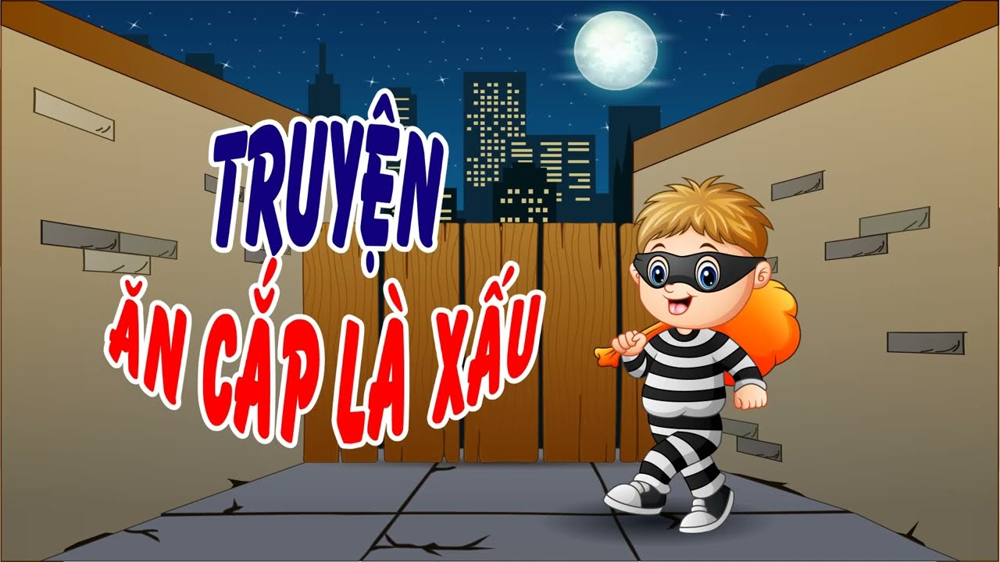 TRUYỆN
ĂN CẮP LÀ XẤU